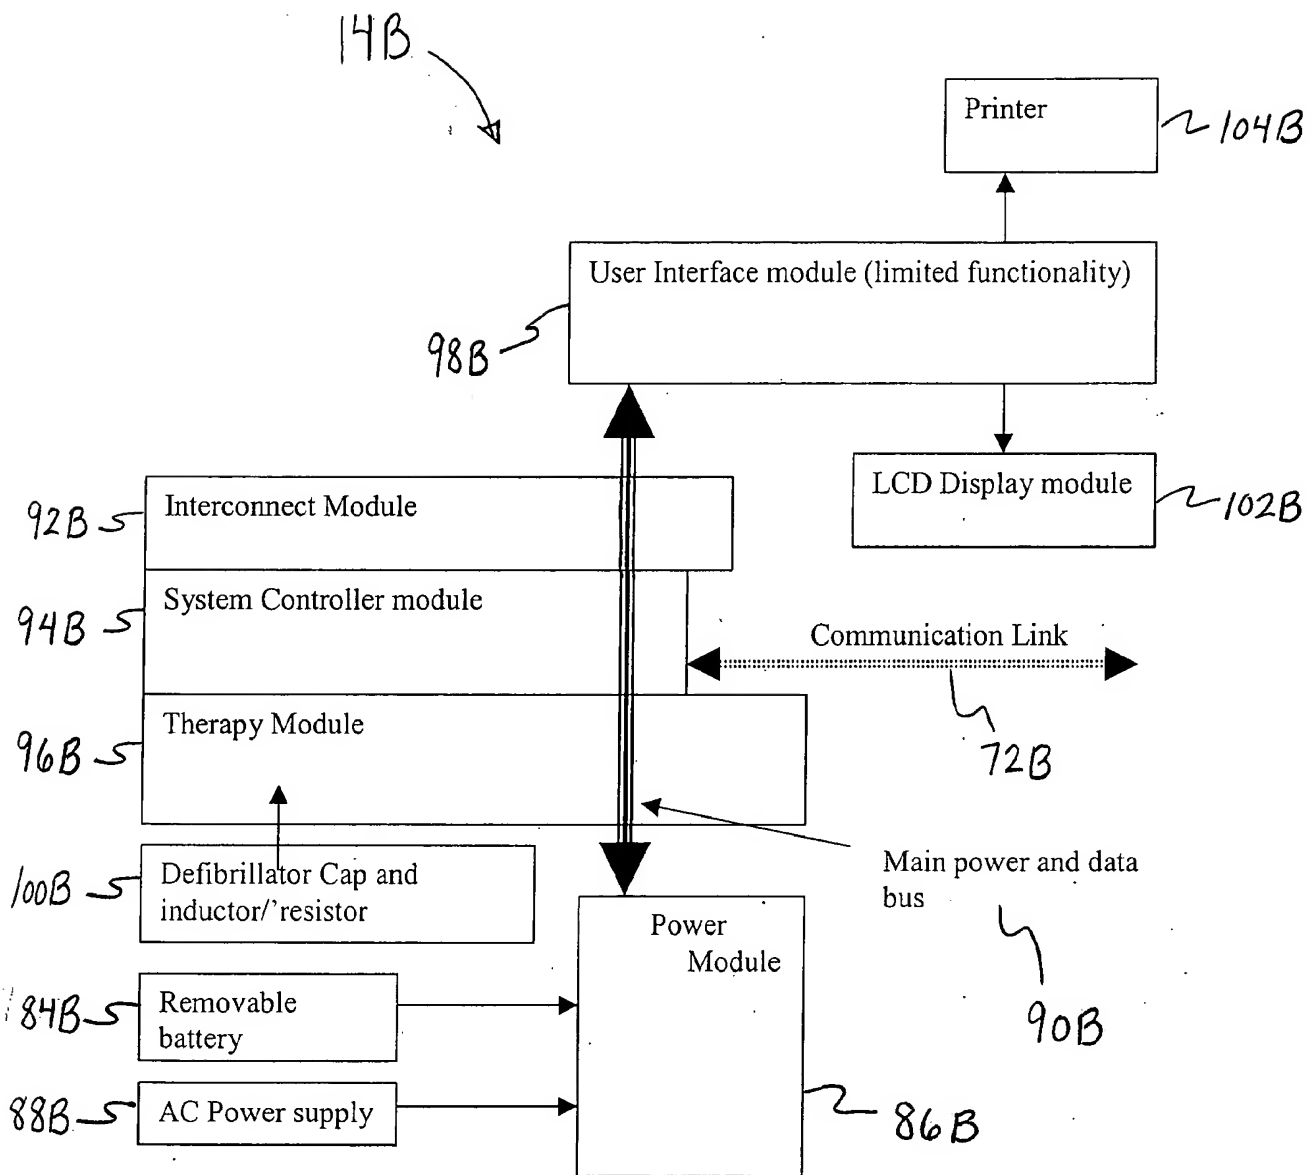 14B
Printer
104B
User Interface module (limited functionality)
98B
LCD Display module
102B
Interconnect Module
92B
System Controller module
94B
Communication Link
72B
Therapy Module
96B
Defibrillator Cap and
inductor/'resistor
100B
Main power and data
bus
90B
Power
Module
86B
Removable
battery
84B
AC Power supply
88B